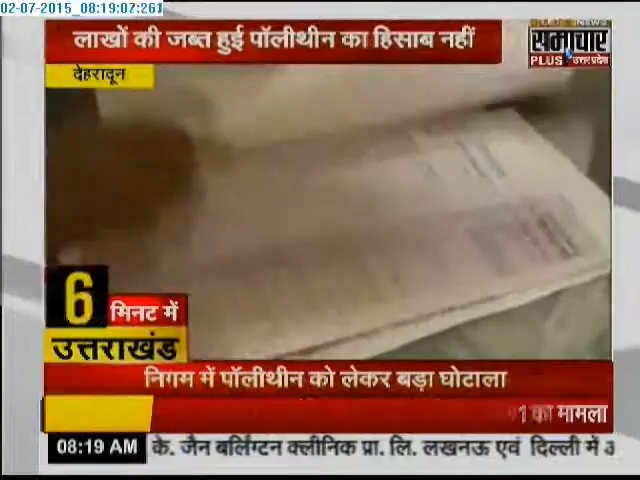 02-07-2015_08:19:07:261
लाखों की जब्त हुई पॉलीथीन का हिसाब नहीं
समाचार
PLUS उत्तर प्रदेश
देहरादून
6
मिनट में
उत्तराखंड
निगम में पॉलीथीन को लेकर बड़ा घोटाला
का मामला
08:19 AM के. जैन बर्लिंग्टन क्लीनिक प्रा. लि. लखनऊ एवं दिल्ली में